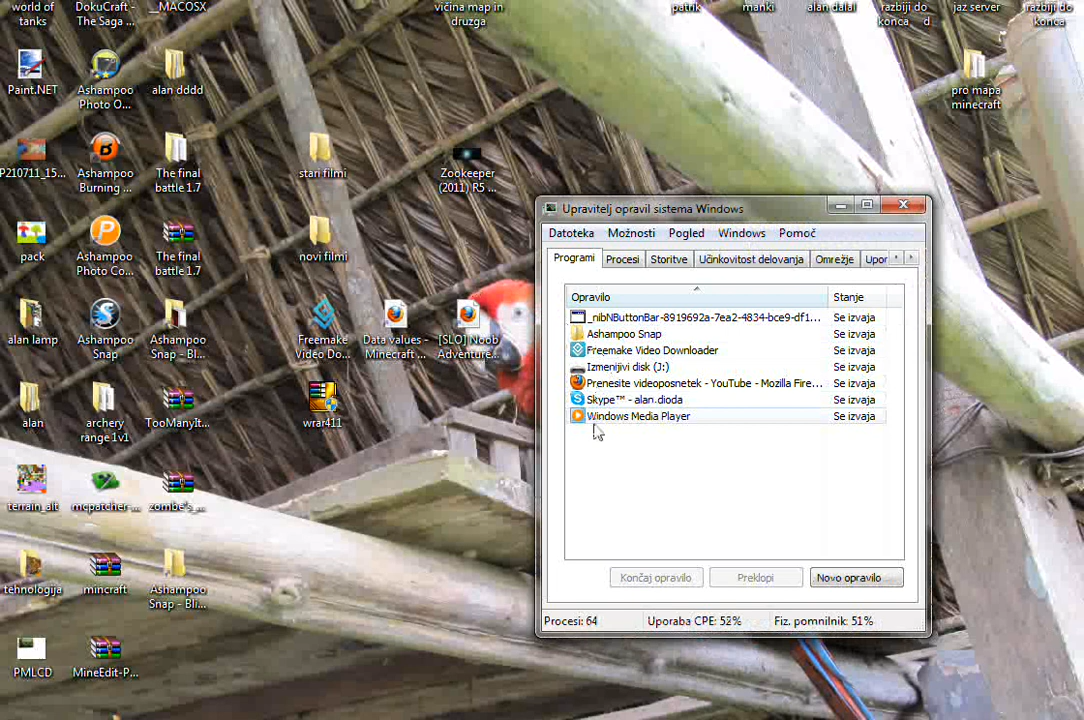 world of
tanks
DokuCraft -
The Saga ...
__MACOSX
vičina map in
druzga
patrik
manki
alan dalai
razbiji do
konca__d
jaz server
razbiji do
konca
Paint.NET
Ashampoo
Photo O...
alan dddd
pro mapa
minecraft
P210711_15...
Ashampoo
Burning ...
The final
battle 1.7
stari filmi
Zookeeper
(2011) R5 ...
pack
Ashampoo
Photo Co...
The final
battle 1.7
novi filmi
alan lamp
Ashampoo
Snap
Ashampoo
Snap - Bli...
Freemake
Video Do...
Data values -
Minecraft ...
[SLO] Noob
Adventure...
alan
archery
range 1v1
TooManyIt...
wrar411
terrain_alt
mcpatcher-...
zombe's_...
tehnologija
mincraft
Ashampoo
Snap - Bli...
PMLCD
MineEdit-P...
Upravitelj opravil sistema Windows
Datoteka Možnosti Pogled Windows Pomoč
Programi Procesi Storitve Učinkovitost delovanja Omrežje Upor
Opravilo Stanje
_nibNButtonBar-8919692a-7ea2-4834-bce9-df1... Se izvaja
Ashampoo Snap Se izvaja
Freemake Video Downloader Se izvaja
Izmenljivi disk (J:) Se izvaja
Prenesite videoposnetek - YouTube - Mozilla Fire... Se izvaja
Skype™ - alan.dioda Se izvaja
Windows Media Player Se izvaja
Končaj opravilo Preklopi Novo opravilo
Procesi: 64 Uporaba CPE: 52% Fiz. pomnilnik: 51%